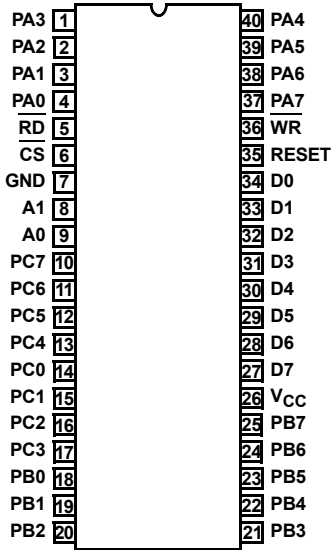 PA3 1 40 PA4
PA2 2 39 PA5
PA1 3 38 PA6
PA0 4 37 PA7
RD 5 36 WR
CS 6 35 RESET
GND 7 34 D0
A1 8 33 D1
A0 9 32 D2
PC7 10 31 D3
PC6 11 30 D4
PC5 12 29 D5
PC4 13 28 D6
PC0 14 27 D7
PC1 15 26 VCC
PC2 16 25 PB7
PC3 17 24 PB6
PB0 18 23 PB5
PB1 19 22 PB4
PB2 20 21 PB3